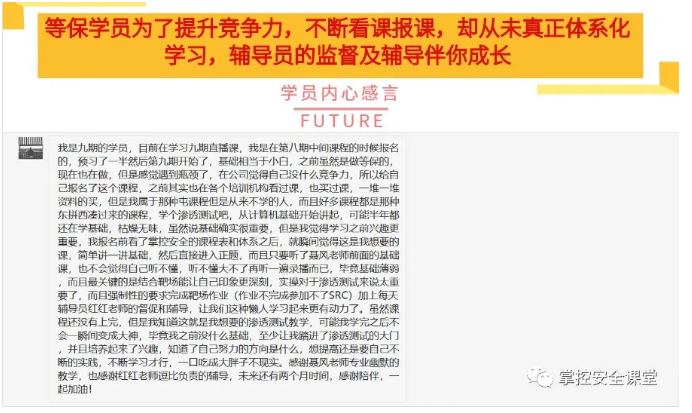 等保学员为了提升竞争力，不断看课报课，却从未真正体系化
学习，辅导员的监督及辅导伴你成长
学员内心感言
FUTURE
我是九期的学员，目前在学习九期直播课，我是在第八期中间课程的时候报名
的，预习了一半然后第九期开始了，基础相当于小白，之前虽然是做等保的，
现在也在做，但是感觉遇到瓶颈了，在公司觉得自己没什么竞争力，所以给自
己报名了这个课程，之前其实也在各个培训机构看过课，也买过课，一堆一堆
资料的买，但是我属于那种屯课程但是从来不学的人，而且好多课程都是那种
东拼西凑过来的课程，学个渗透测试吧，从计算机基础开始讲起，可能半年都
还在学基础，枯燥无味，虽然说基础确实很重要，但是我觉得学习之前兴趣更
重要，我报名前看了掌控安全的课程表和体系之后，就瞬间觉得这是我想要的
课，简单讲一讲基础，然后直接进入正题，而且只要听了聂风老师前面的基础
课，也不会觉得自己听不懂，听不懂大不了再听一遍录播而已，毕竟基础薄弱
，而且最关键的是结合靶场能让自己印象更深刻，实操对于渗透测试来说太重
要了，而且强制性的要求完成靶场作业（作业不完成参加不了SRC）加上每天
辅导员红红老师的督促和辅导，让我们这种懒人学习起来更有动力了。虽然课
程还没有上完，但是我知道这就是我想要的渗透测试教学，可能我学完之后不
会一瞬间变成大神，毕竟我之前没什么基础，至少让我踏进了渗透测试的大门
，并且培养起来了兴趣，知道了自己努力的方向是什么，想提高还是要自己不
断的实践，不断学习才行，一口吃成大胖子不现实。感谢聂风老师专业幽默的
教学，也感谢红红老师逗比负责的辅导，未来还有两个月时间，感谢陪伴，一
起加油！
掌控安全课堂